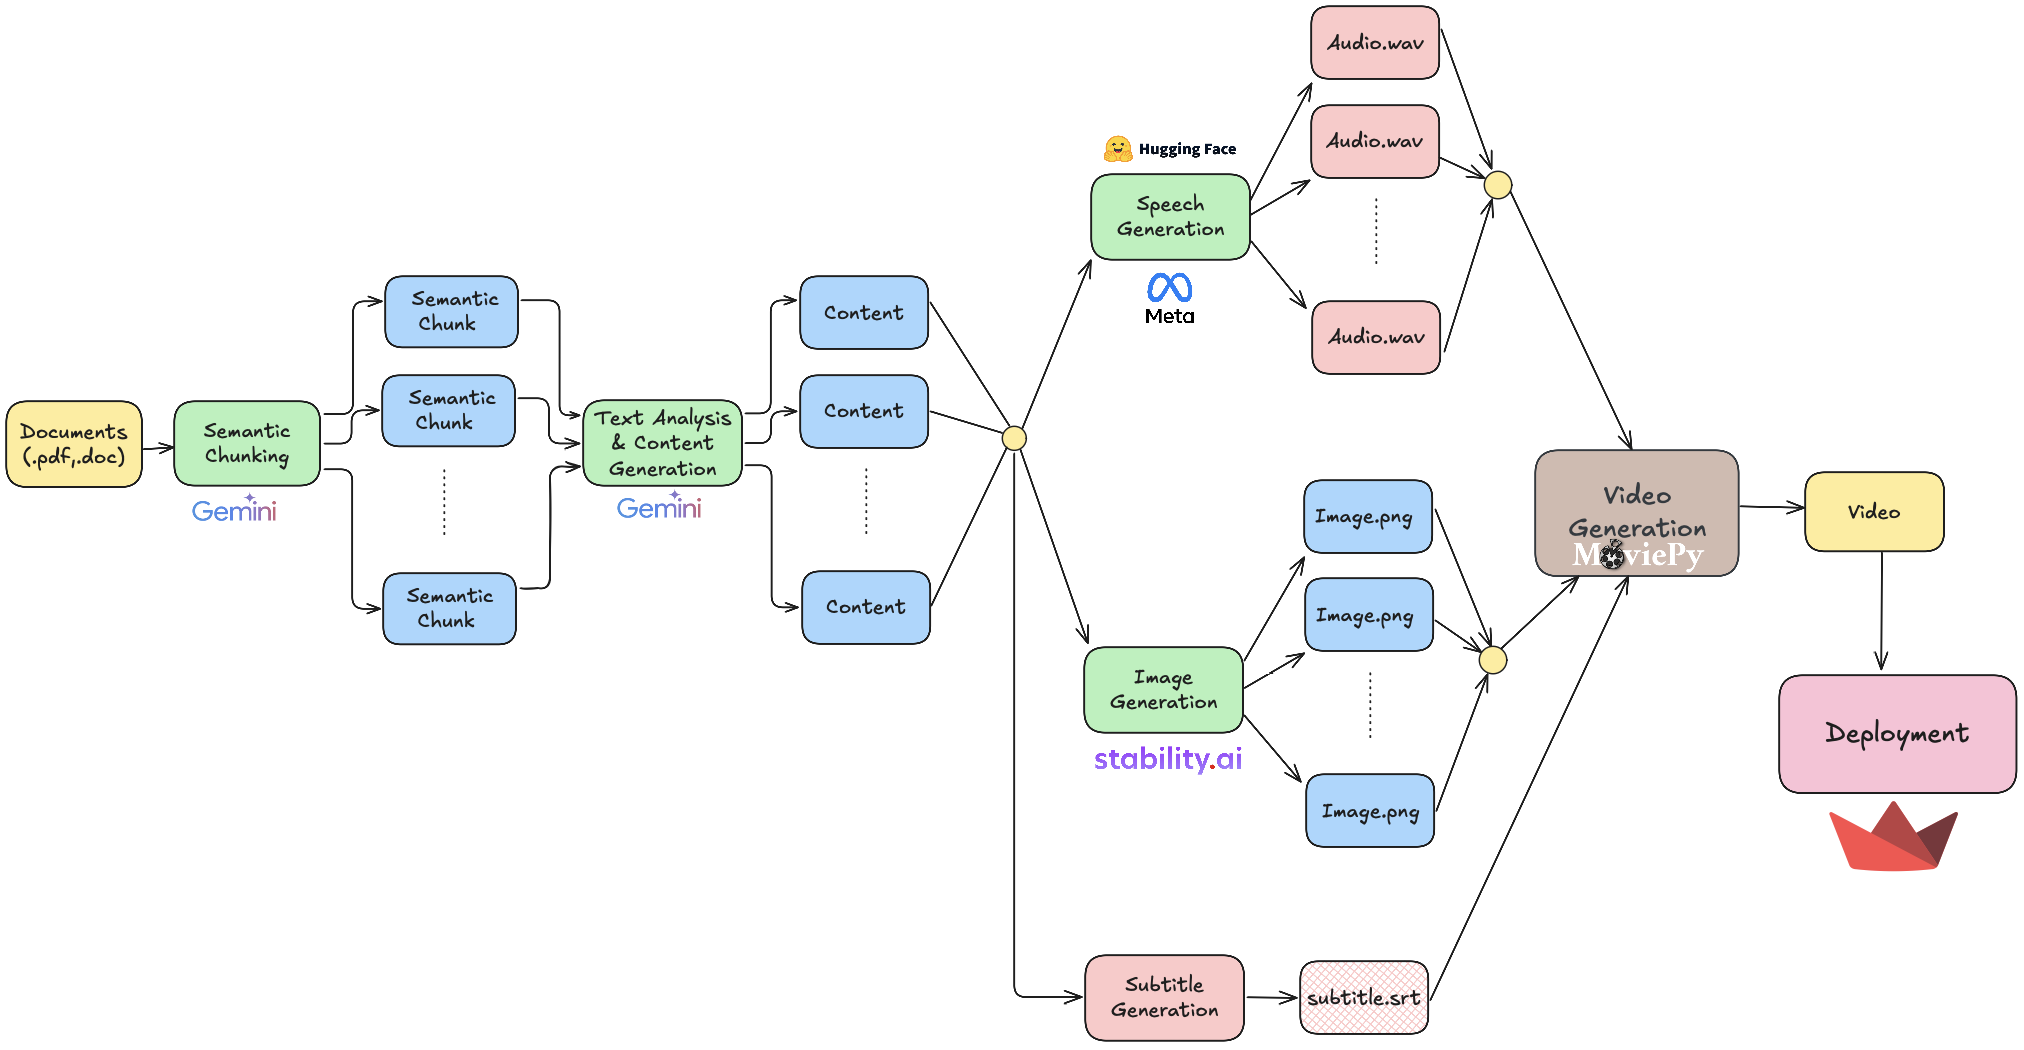 Documents
(.pdf,.doc)
Semantic
Chunking
Gemini
Semantic
Chunk
Semantic
Chunk
Semantic
Chunk
Text Analysis
& Content
Generation
Gemini
Content
Content
Content
Hugging Face
Speech
Generation
Meta
Audio.wav
Audio.wav
Audio.wav
Image
Generation
stability.ai
Image.png
Image.png
Image.png
Subtitle
Generation
subtitle.srt
Video
Generation
MoviePy
Video
Deployment